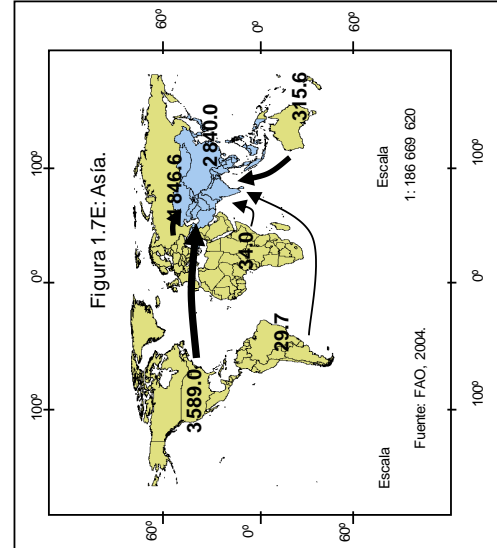 100º 0º 100º
Figura 1.7E: Asía.
60º
60º
846.6
3 589.0
2 840.0
34.0
0º
0º
29.7
315.6
60º
60º
Escala
Escala
1: 186 669 620
Fuente: FAO, 2004.
100º 0º 100º